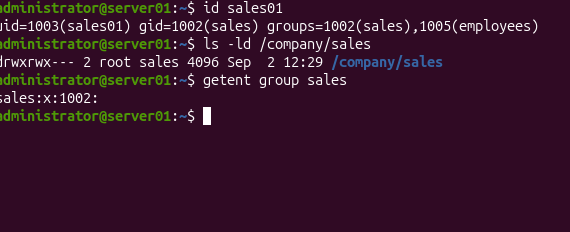 administrator@server01:~$ id sales01
uid=1003(sales01) gid=1002(sales) groups=1002(sales),1005(employees)
administrator@server01:~$ ls -ld /company/sales
drwxrwx--- 2 root sales 4096 Sep  2 12:29 /company/sales
administrator@server01:~$ getent group sales
sales:x:1002:
administrator@server01:~$